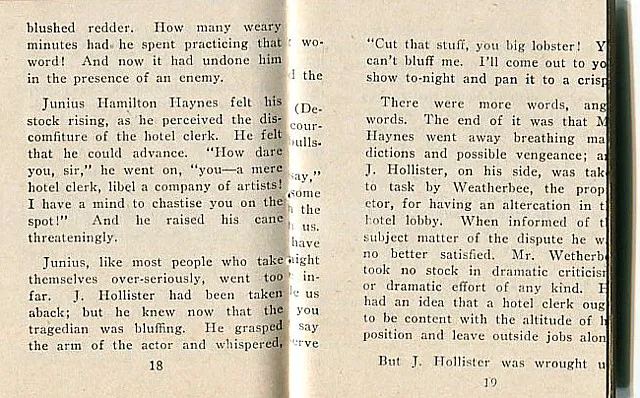 blushed redder. How many weary
minutes had he spent practicing that
word! And now it had undone him
in the presence of an enemy.
Junius Hamilton Haynes felt his
stock rising, as he perceived the dis-
comfiture of the hotel clerk. He felt
that he could advance. "How dare
you, sir," he went on, "you—a mere
hotel clerk, libel a company of artists!
I have a mind to chastise you on the
spot!" And he raised his cane
threateningly.
Junius, like most people who take
themselves over-seriously, went too
far. J. Hollister had been taken
aback; but he knew now that the
tragedian was bluffing. He grasped
the arm of the actor and whispered,
18
wo-
the
(De-
cour-
bulls-
say,"
some
the
us.
have
night
in-
us
you
say
erve
"Cut that stuff, you big lobster! Y
can't bluff me. I'll come out to yo
show to-night and pan it to a crisp
There were more words, ang
words. The end of it was that M
Haynes went away breathing ma
dictions and possible vengeance; a
J. Hollister, on his side, was tak
to task by Weatherbee, the prop
etor, for having an altercation in t
hotel lobby. When informed of t
subject matter of the dispute he w
no better satisfied. Mr. Wetherb
took no stock in dramatic criticis
or dramatic effort of any kind. H
had an idea that a hotel clerk oug
to be content with the altitude of h
position and leave outside jobs alon
But J. Hollister was wrought u
19